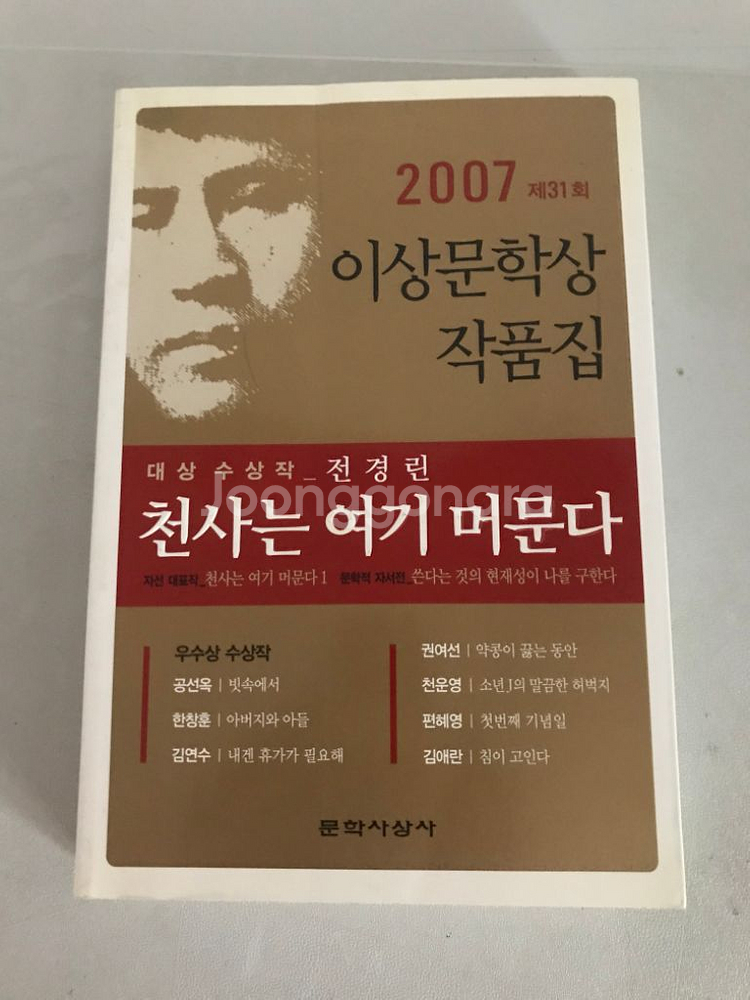 2007 제31회
이상문학상
작품집
대상 수상작_전경린
천사는 여기 머문다
자선 대표작_천사는 여기 머문다 1 문학적 자서전_쓴다는 것의 현재성이 나를 구한다
우수상 수상작
공선옥 | 빗속에서
한창훈 | 아버지와 아들
김연수 | 내겐 휴가가 필요해
권여선 | 약콩이 끓는 동안
천운영 | 소년 J의 말끔한 허벅지
편혜영 | 첫번째 기념일
김애란 | 침이 고인다
문학사상사
Joonggonara